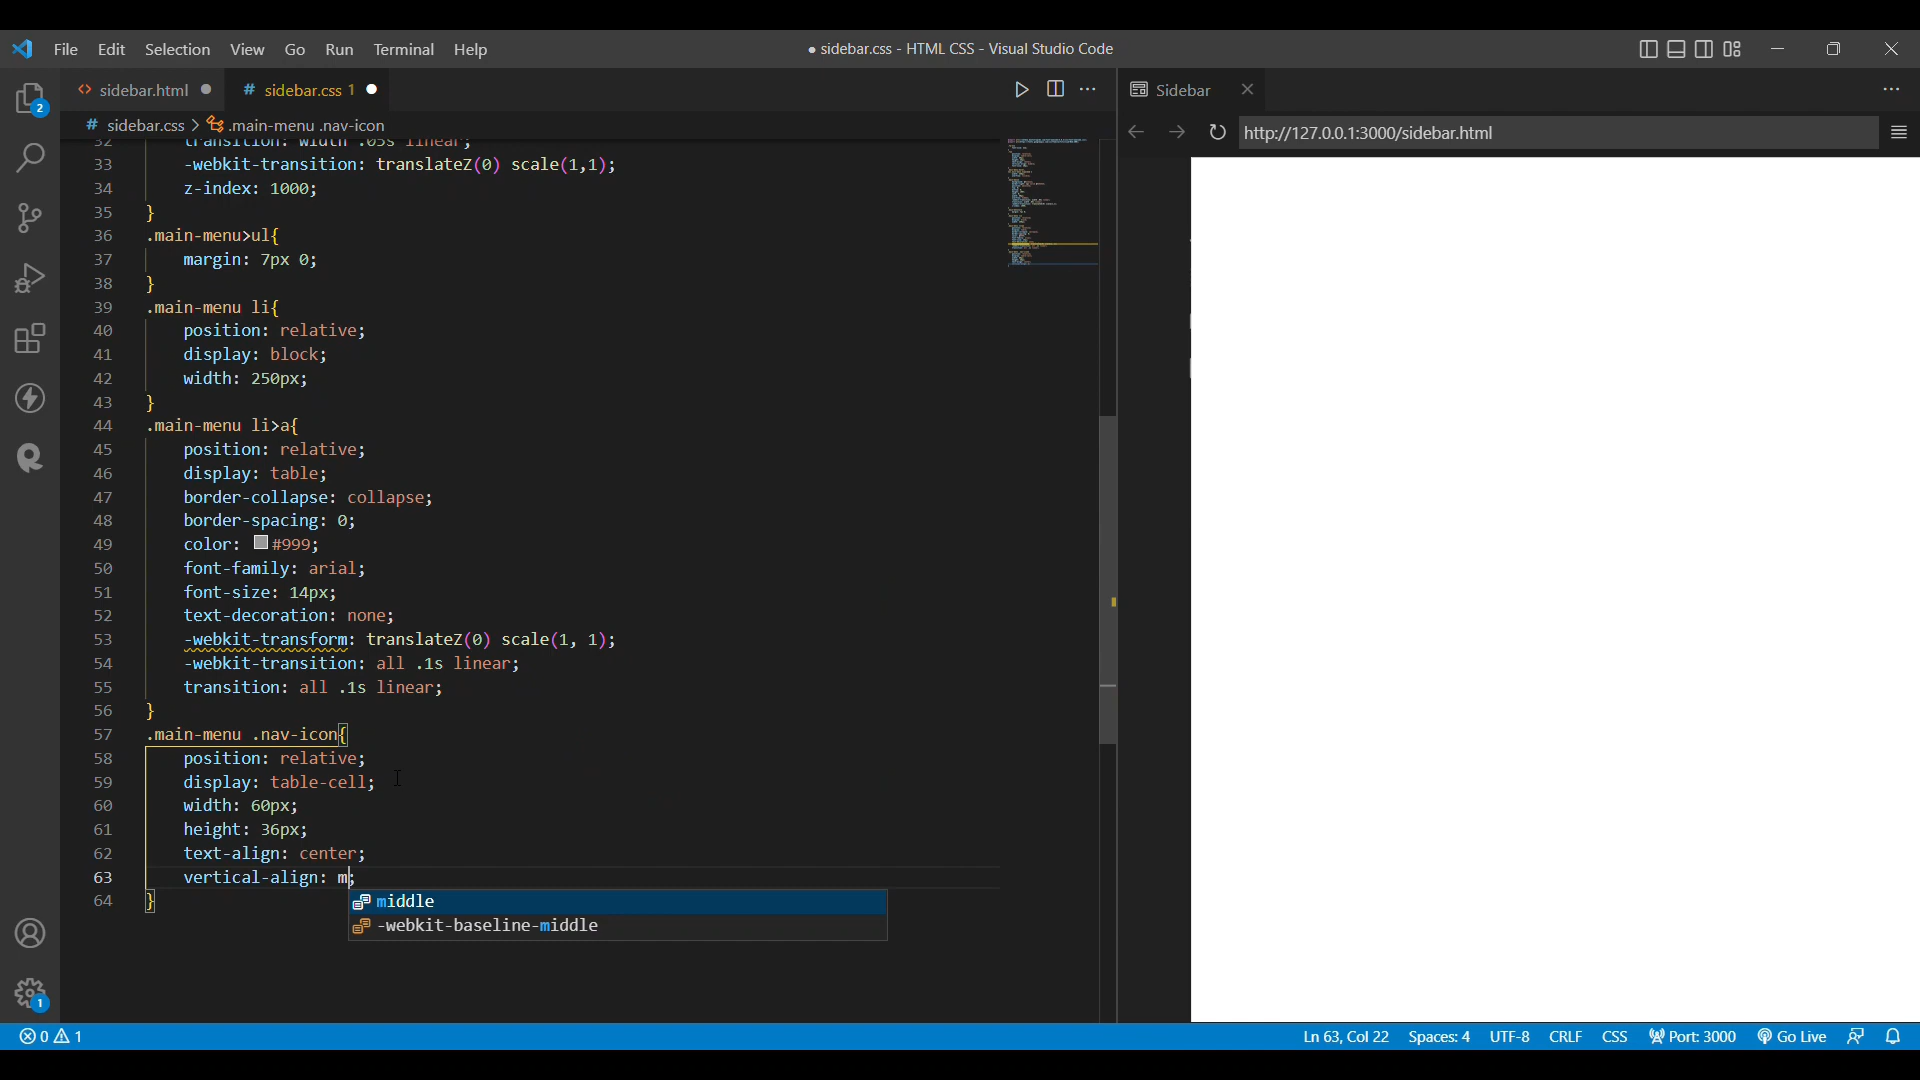 File Edit Selection View Go Run Terminal Help
● sidebar.css - HTML CSS - Visual Studio Code
<> sidebar.html ●
# sidebar.css 1 ●
Sidebar
# sidebar.css > .main-menu .nav-icon
http://127.0.0.1:3000/sidebar.html
2
32 transition: width .05s linear;
33 -webkit-transition: translateZ(0) scale(1,1);
34 z-index: 1000;
35 }
36 .main-menu>ul{
37 margin: 7px 0;
38 }
39 .main-menu li{
40 position: relative;
41 display: block;
42 width: 250px;
43 }
44 .main-menu li>a{
45 position: relative;
46 display: table;
47 border-collapse: collapse;
48 border-spacing: 0;
49 color: #999;
50 font-family: arial;
51 font-size: 14px;
52 text-decoration: none;
53 -webkit-transform: translateZ(0) scale(1, 1);
54 -webkit-transition: all .1s linear;
55 transition: all .1s linear;
56 }
57 .main-menu .nav-icon{
58 position: relative;
59 display: table-cell;
60 width: 60px;
61 height: 36px;
62 text-align: center;
63 vertical-align: m;
64 }
middle
-webkit-baseline-middle
1
0 1
Ln 63, Col 22 Spaces: 4 UTF-8 CRLF CSS Port: 3000 Go Live